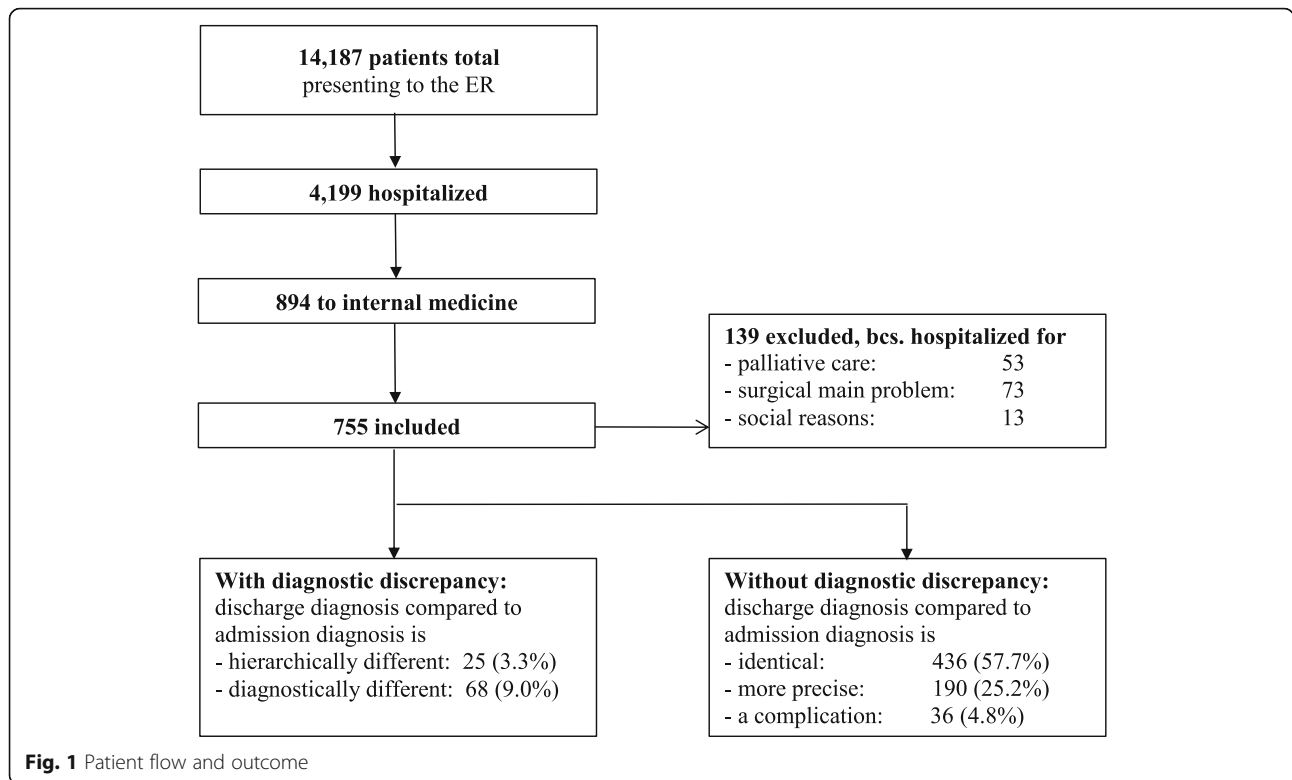 14,187 patients total
presenting to the ER
4,199 hospitalized
894 to internal medicine
139 excluded, bcs. hospitalized for
- palliative care: 53
- surgical main problem: 73
- social reasons: 13
755 included
With diagnostic discrepancy:
discharge diagnosis compared to
admission diagnosis is
- hierarchically different: 25 (3.3%)
- diagnostically different: 68 (9.0%)
Without diagnostic discrepancy:
discharge diagnosis compared to
admission diagnosis is
- identical: 436 (57.7%)
- more precise: 190 (25.2%)
- a complication: 36 (4.8%)
Fig. 1 Patient flow and outcome